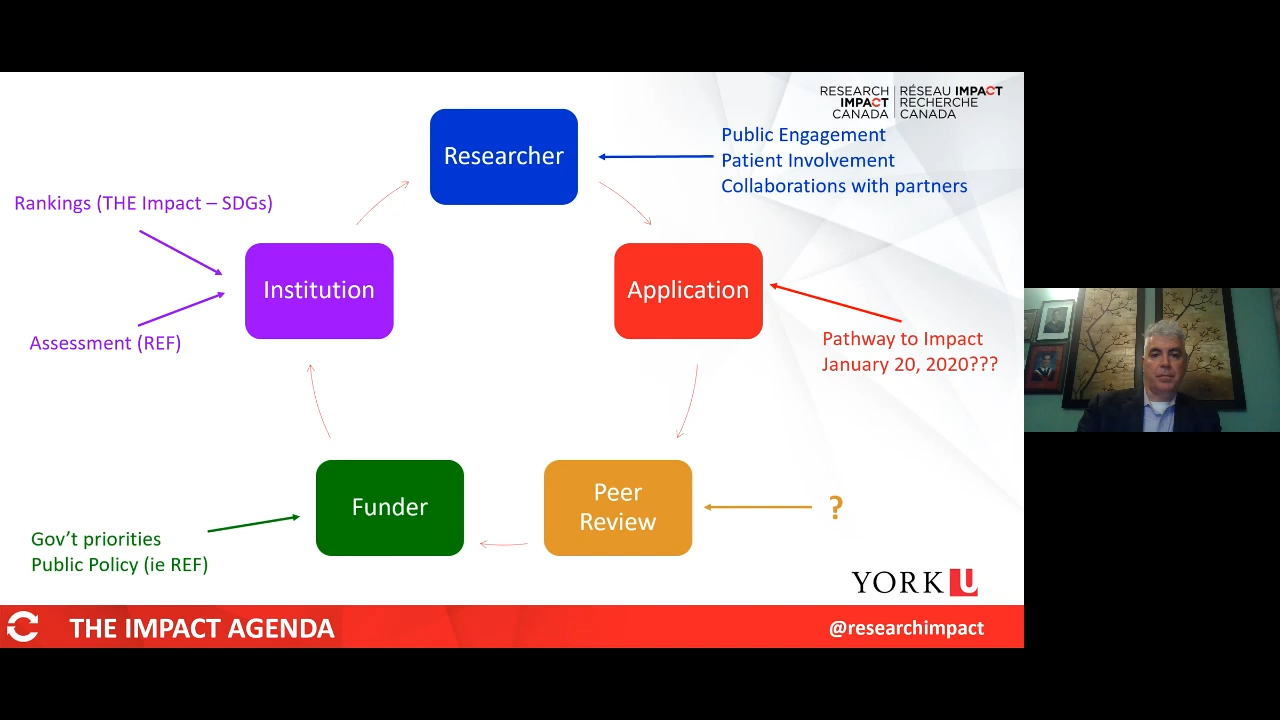 RESEARCH
IMPACT
CANADA
RÉSEAU IMPACT
RECHERCHE
CANADA
Researcher
Public Engagement
Patient Involvement
Collaborations with partners
Rankings (THE Impact – SDGs)
Institution
Application
Assessment (REF)
Pathway to Impact
January 20, 2020???
Funder
Peer
Review
?
Gov't priorities
Public Policy (ie REF)
YORK U
THE IMPACT AGENDA
@researchimpact